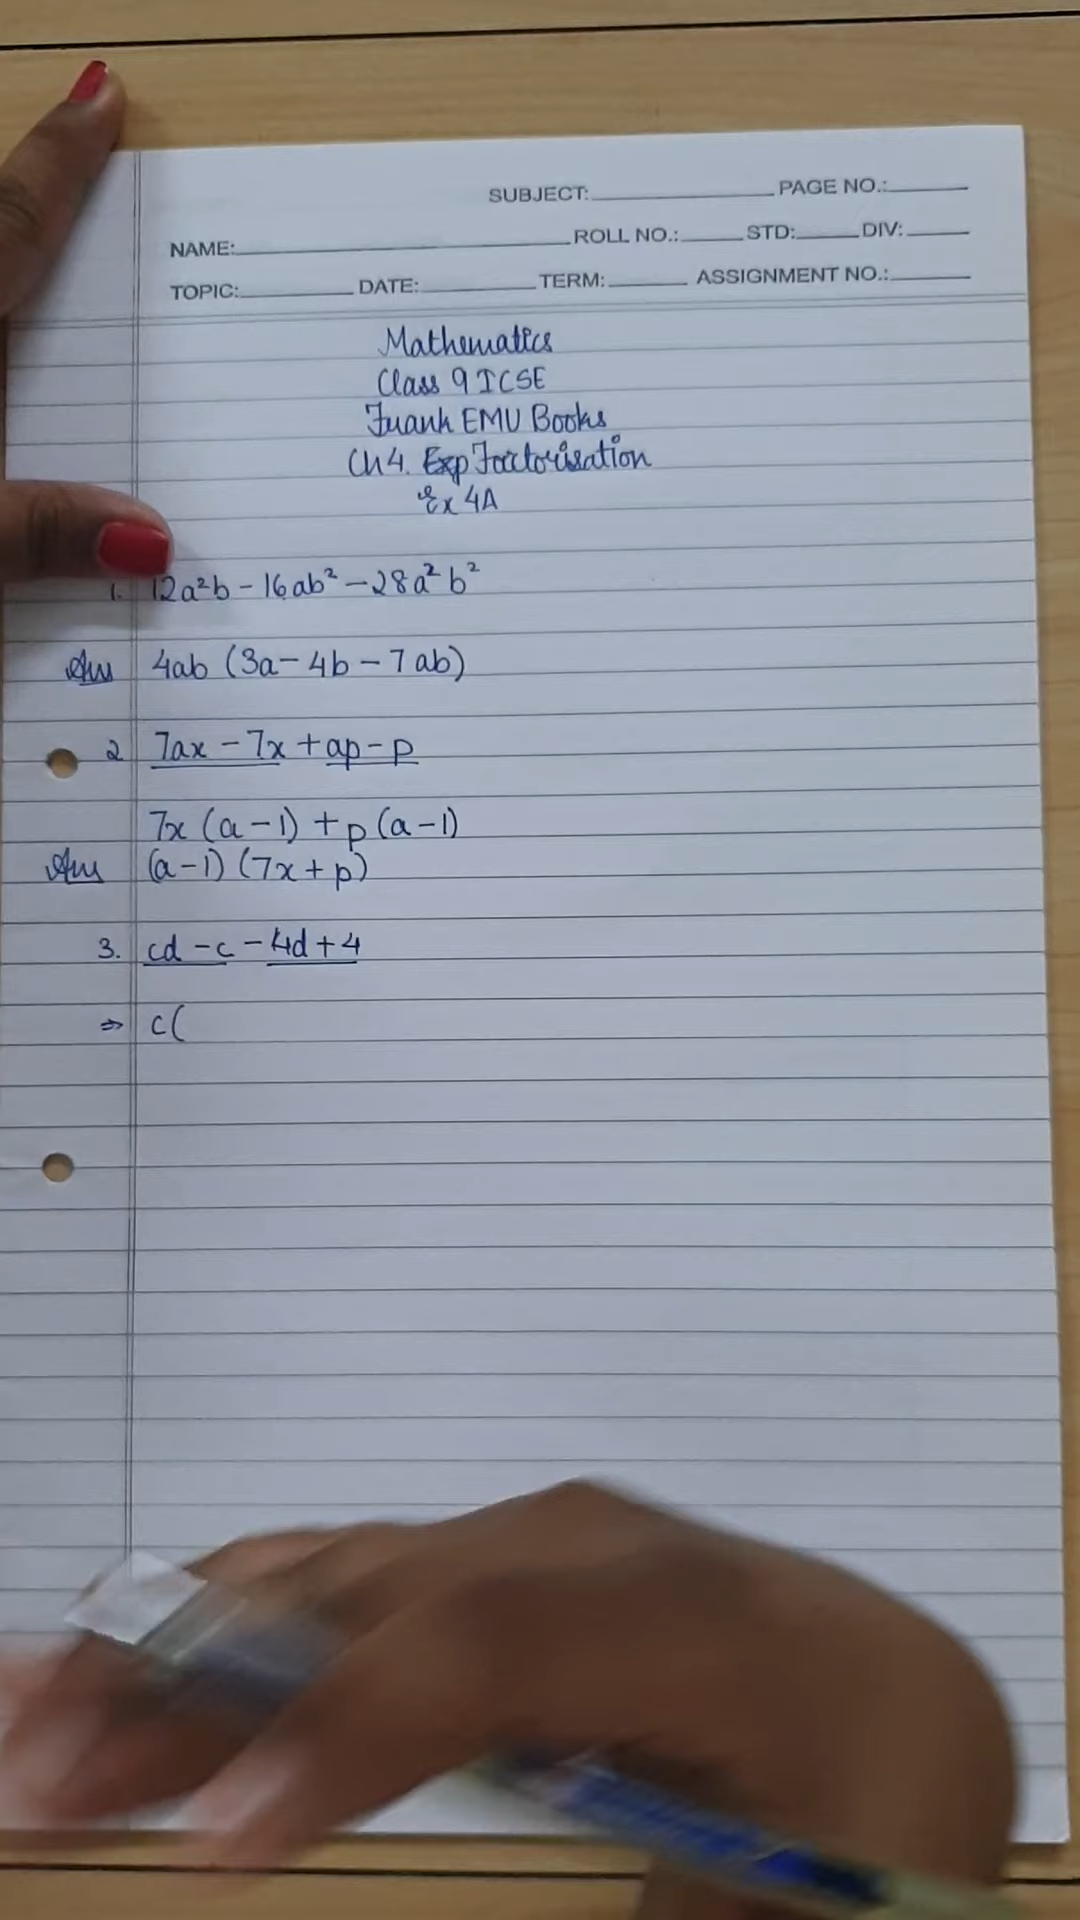 SUBJECT: PAGE NO.:
NAME: ROLL NO.: STD: DIV:
TOPIC: DATE: TERM: ASSIGNMENT NO.:
Mathematics
Class 9 ICSE
Frank EMU Books
Ch 4. Exp Factorisation
Ex 4A
1. 12a²b - 16ab² - 28a²b²
Ans 4ab (3a - 4b - 7ab)
2 7ax - 7x + ap - p
7x (a - 1) + p (a - 1)
Ans (a - 1) (7x + p)
3. cd - c - 4d + 4
⇒ c(